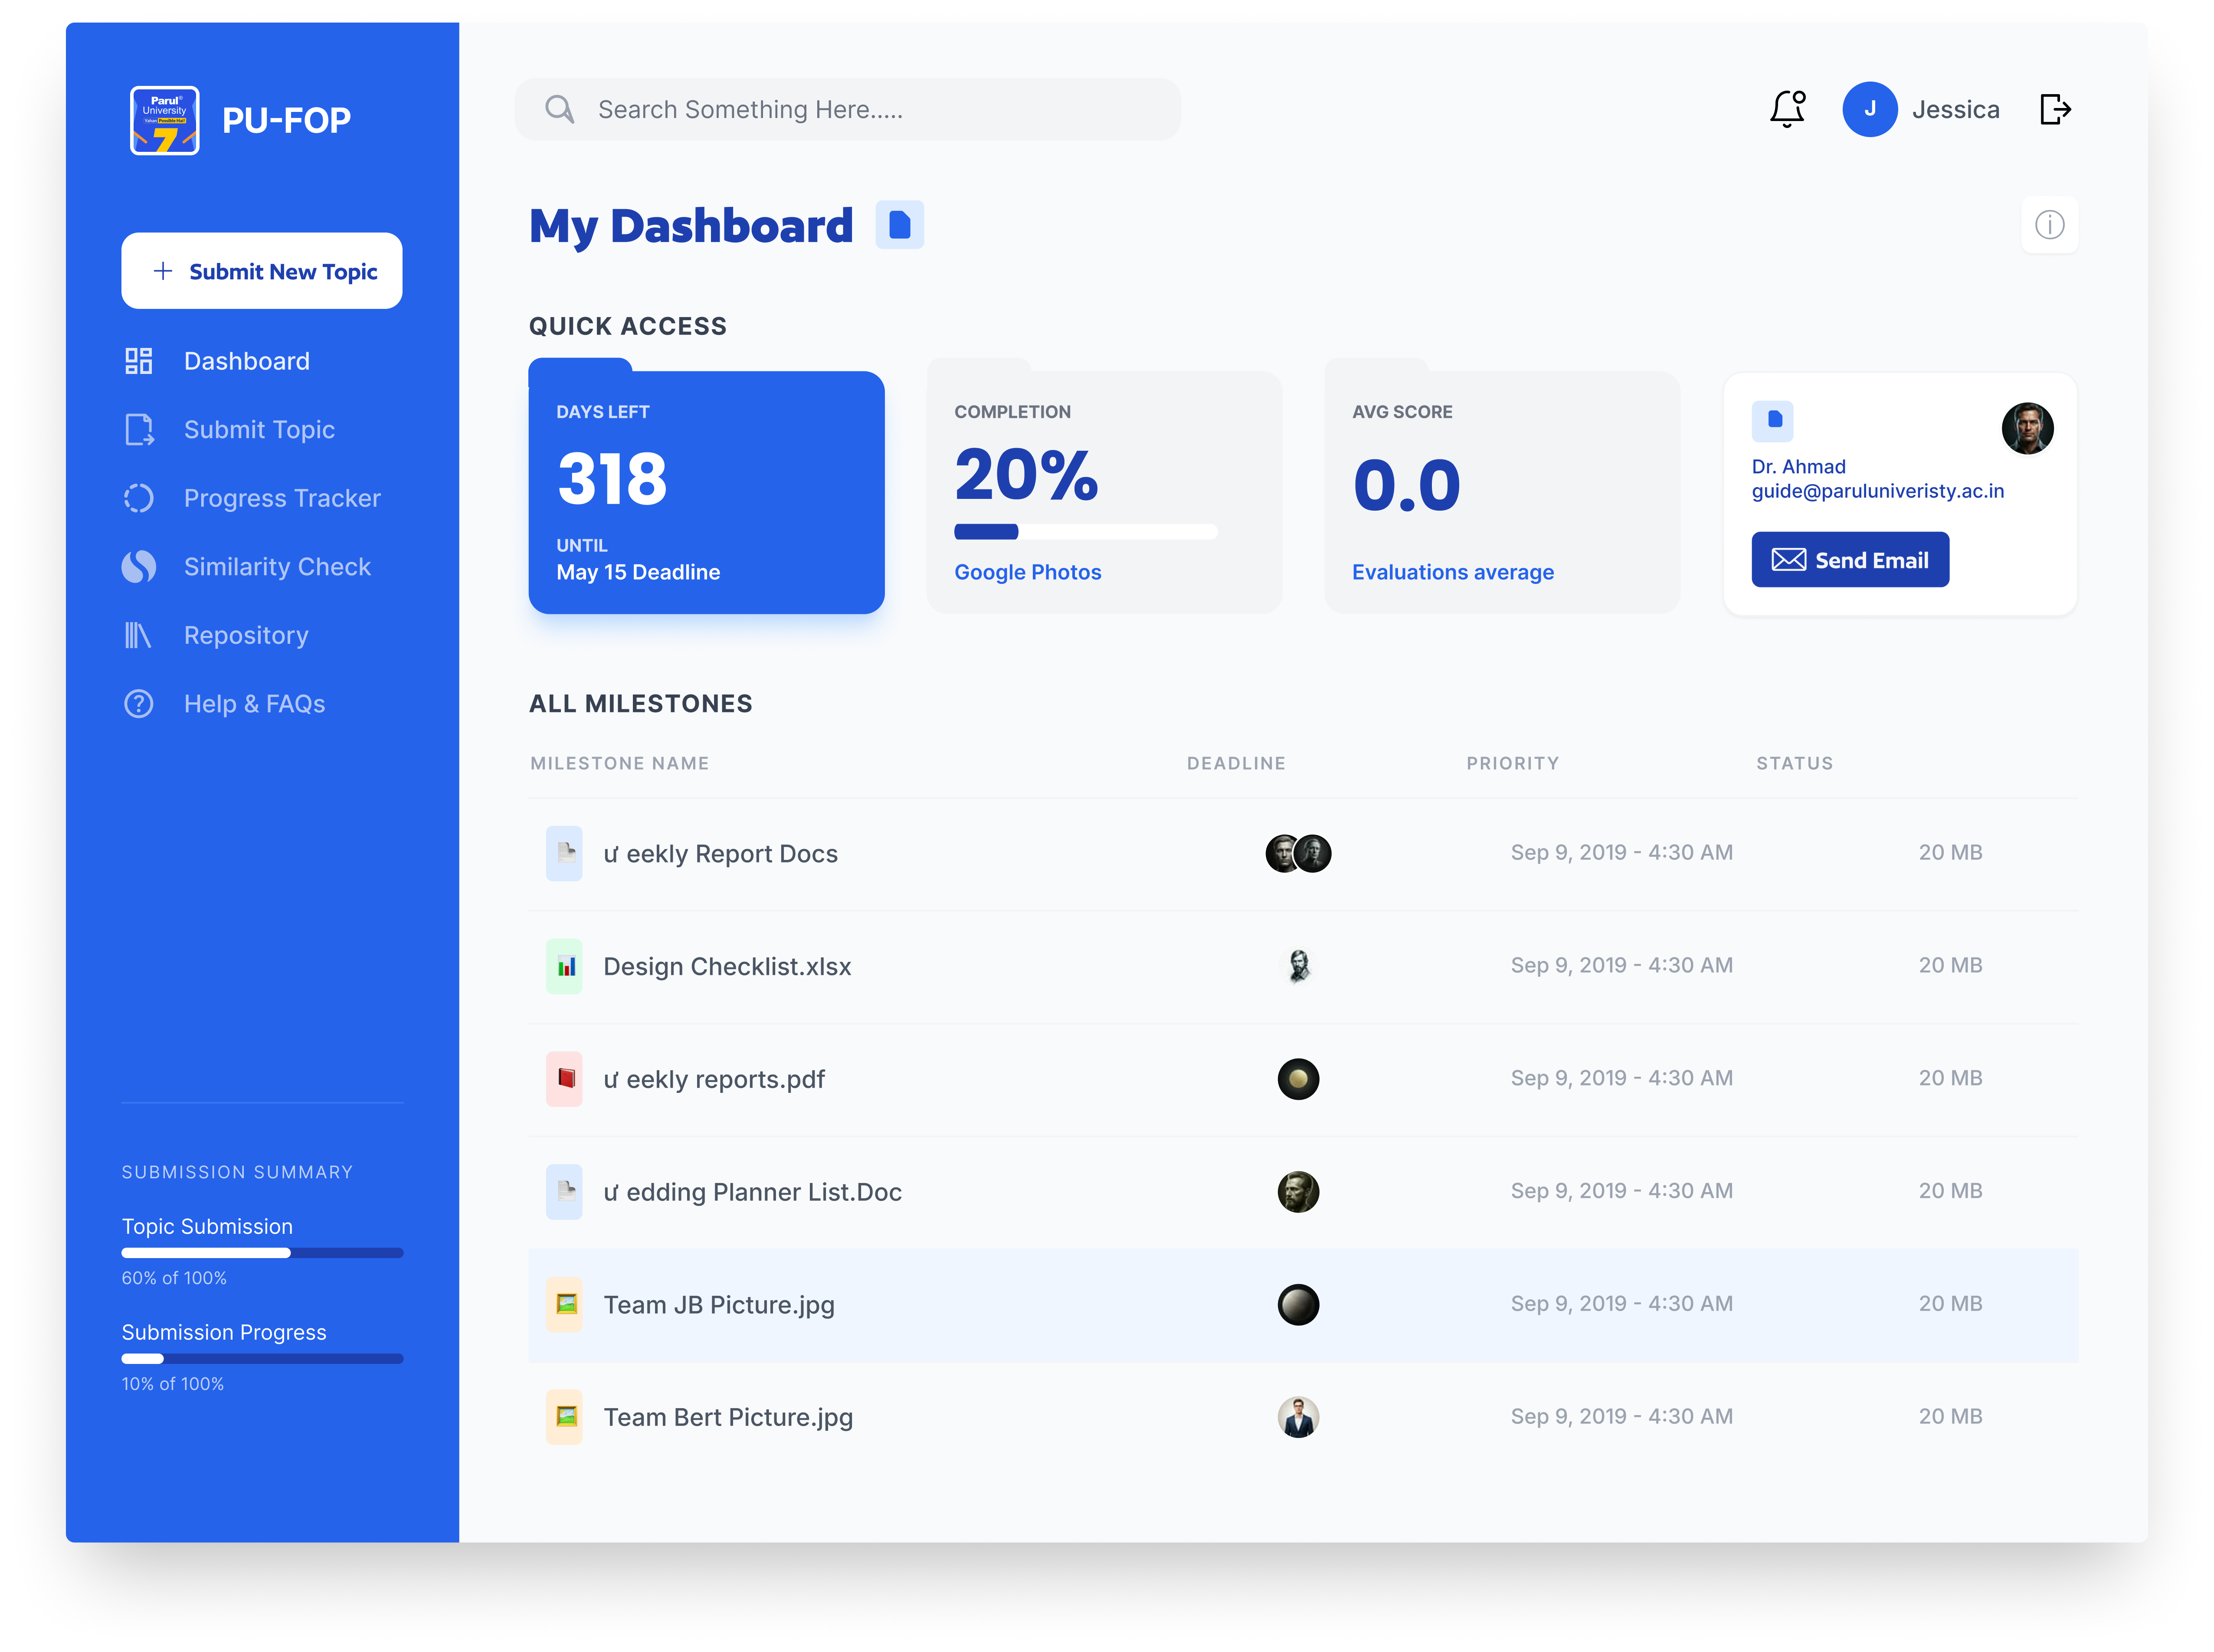 Parul®
University
PU-FOP
Search Something Here.....
J
Jessica
My Dashboard
Submit New Topic
Dashboard
Submit Topic
Progress Tracker
Similarity Check
Repository
Help & FAQs
SUBMISSION SUMMARY
Topic Submission
60% of 100%
Submission Progress
10% of 100%
QUICK ACCESS
DAYS LEFT
318
UNTIL
May 15 Deadline
COMPLETION
20%
Google Photos
AVG SCORE
0.0
Evaluations average
Dr. Ahmad
guide@paruluniveristy.ac.in
Send Email
ALL MILESTONES
MILESTONE NAME DEADLINE PRIORITY STATUS
ư eekly Report Docs Sep 9, 2019 - 4:30 AM 20 MB
Design Checklist.xlsx Sep 9, 2019 - 4:30 AM 20 MB
ư eekly reports.pdf Sep 9, 2019 - 4:30 AM 20 MB
ư edding Planner List.Doc Sep 9, 2019 - 4:30 AM 20 MB
Team JB Picture.jpg Sep 9, 2019 - 4:30 AM 20 MB
Team Bert Picture.jpg Sep 9, 2019 - 4:30 AM 20 MB